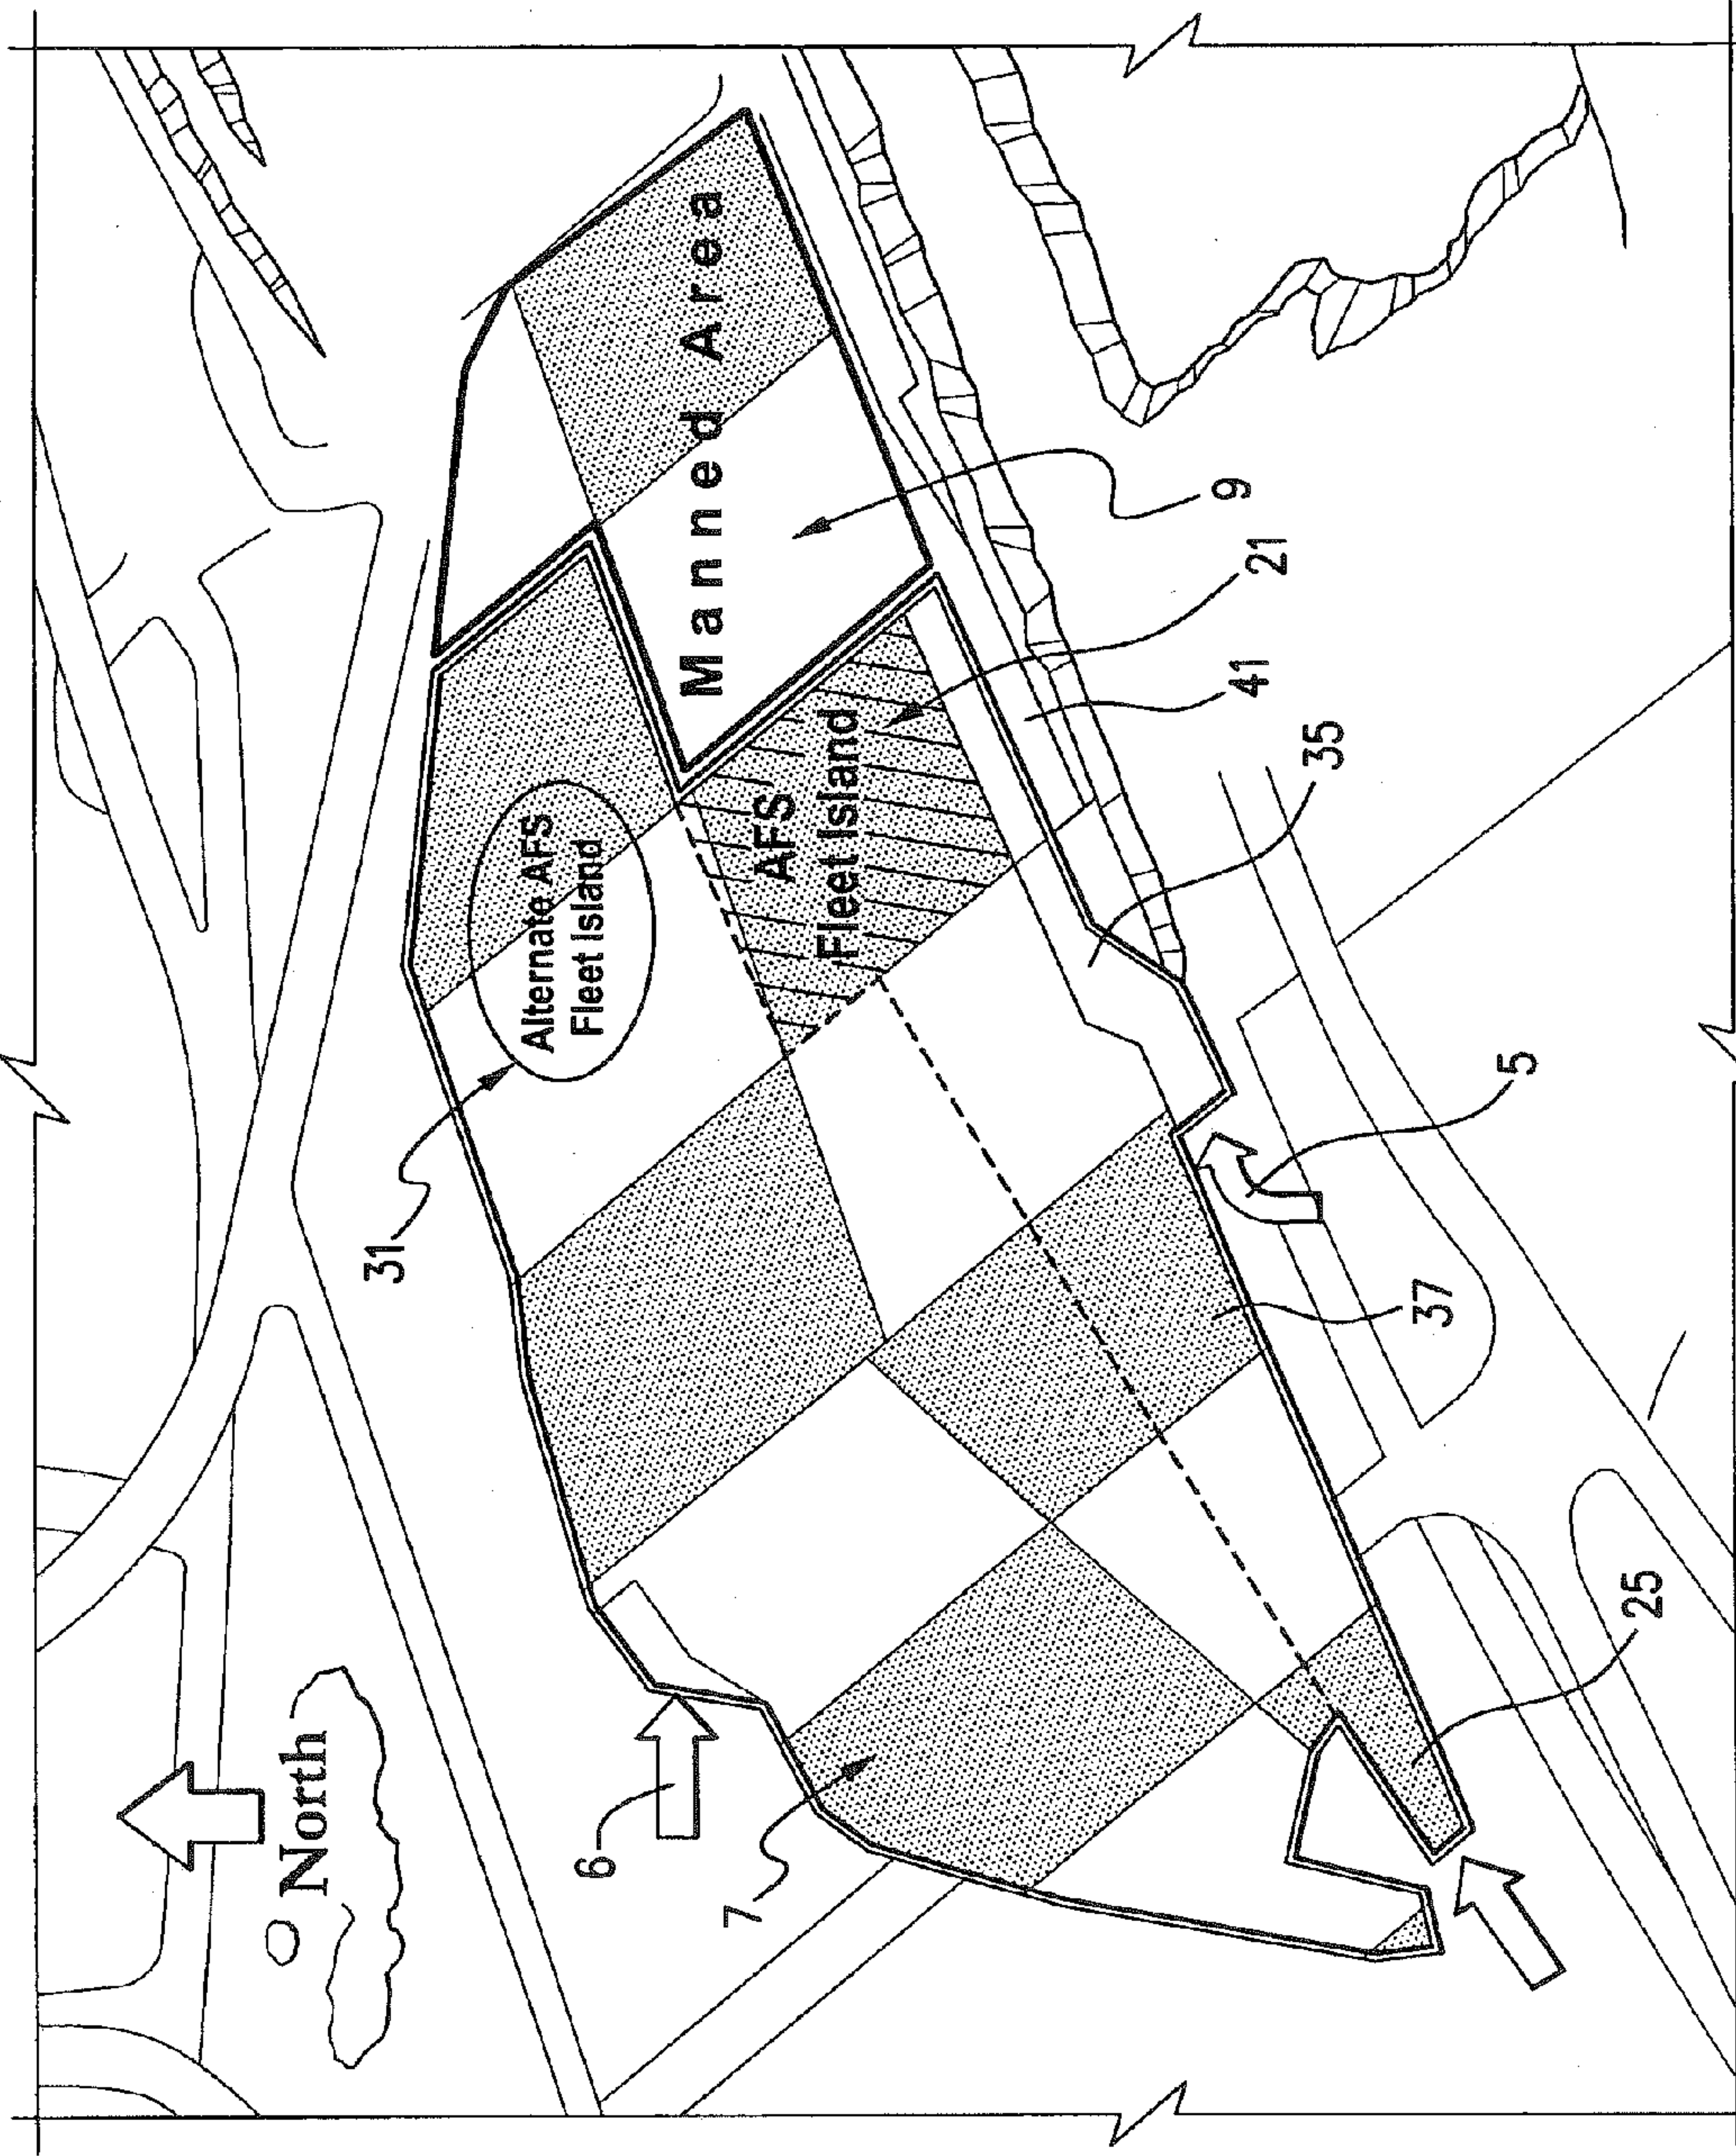 North
31
Alternate AFS
Fleet Island
Manned Area
AFS
Fleet Island
6
7
9
21
41
35
5
37
25